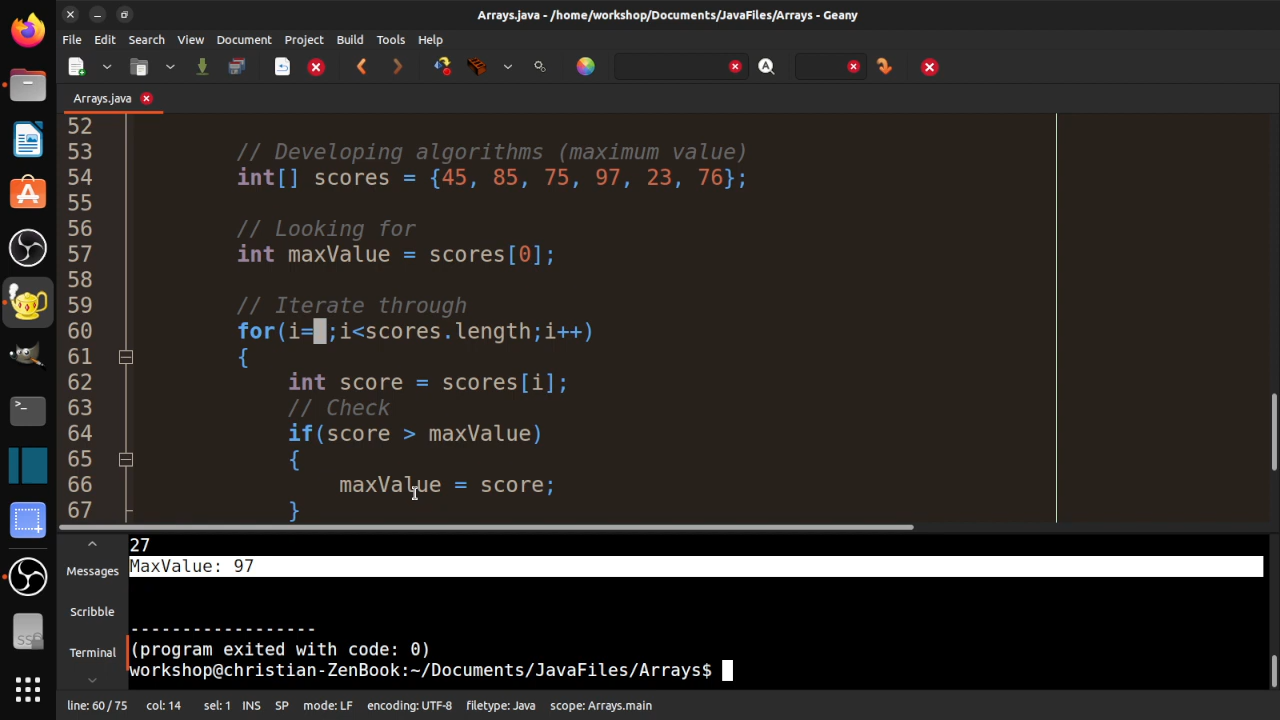 Arrays.java - /home/workshop/Documents/JavaFiles/Arrays - Geany
File Edit Search View Document Project Build Tools Help
Arrays.java
52
53 // Developing algorithms (maximum value)
54 int[] scores = {45, 85, 75, 97, 23, 76};
55
56 // Looking for
57 int maxValue = scores[0];
58
59 // Iterate through
60 for(i= ;i<scores.length;i++)
61 {
62 int score = scores[i];
63 // Check
64 if(score > maxValue)
65 {
66 maxValue = score;
67 }
27
Messages MaxValue: 97
Scribble
-----------------
Terminal (program exited with code: 0)
workshop@christian-ZenBook:~/Documents/JavaFiles/Arrays$
line: 60 / 75 col: 14 sel: 1 INS SP mode: LF encoding: UTF-8 filetype: Java scope: Arrays.main